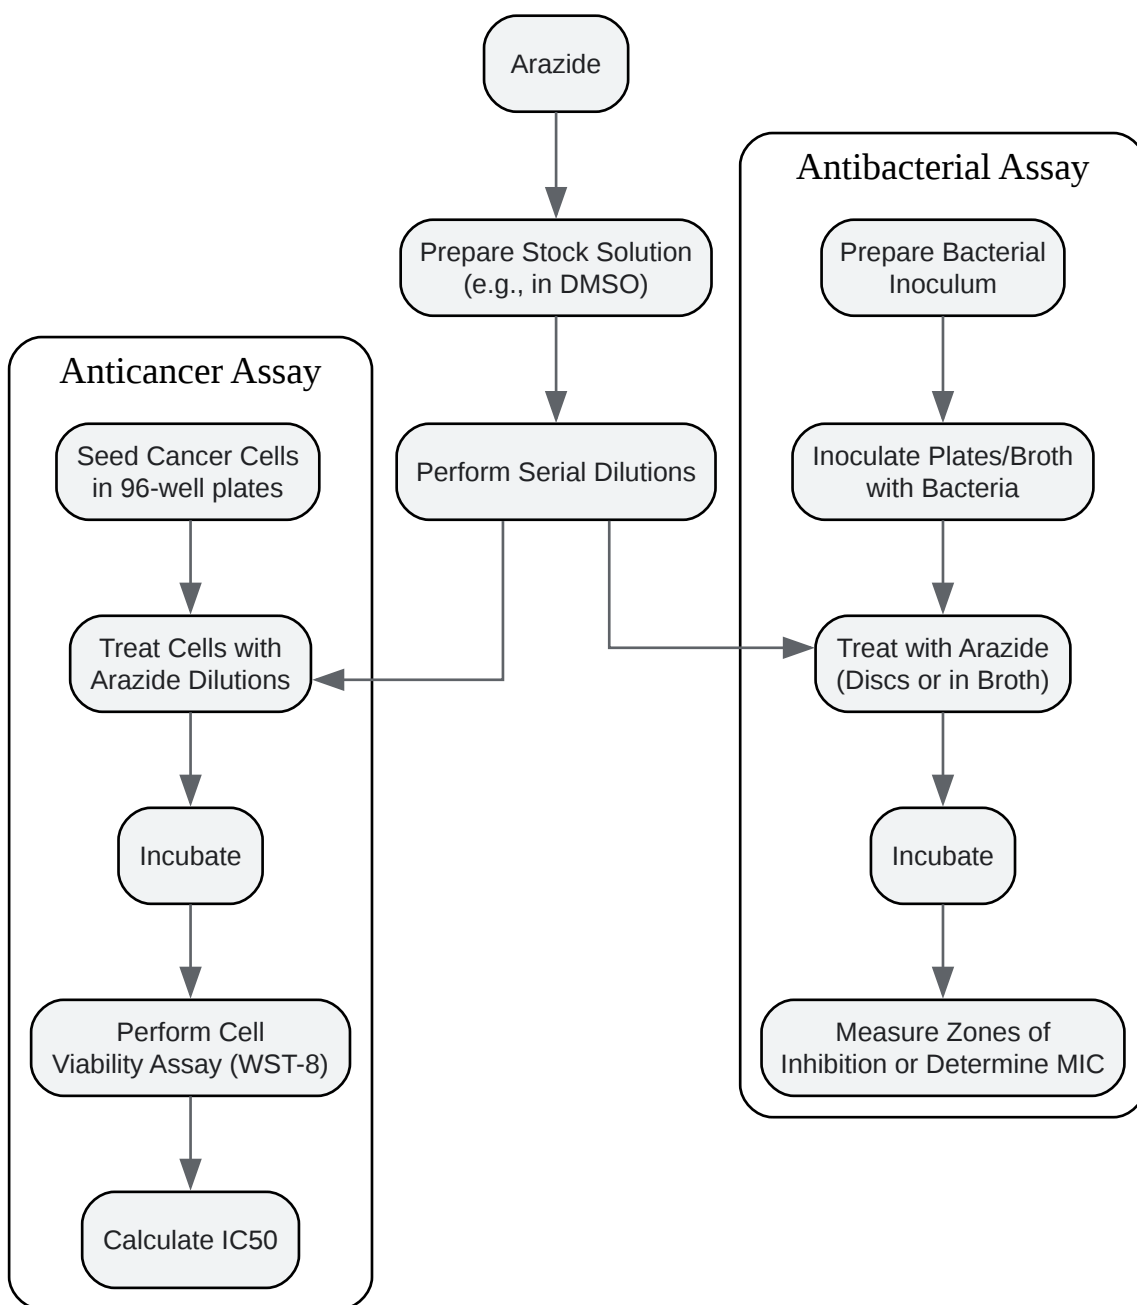 Arazide
Prepare Stock Solution
(e.g., in DMSO)
Perform Serial Dilutions
Anticancer Assay
Seed Cancer Cells
in 96-well plates
Treat Cells with
Arazide Dilutions
Incubate
Perform Cell
Viability Assay (WST-8)
Calculate IC50
Antibacterial Assay
Prepare Bacterial
Inoculum
Inoculate Plates/Broth
with Bacteria
Treat with Arazide
(Discs or in Broth)
Incubate
Measure Zones of
Inhibition or Determine MIC